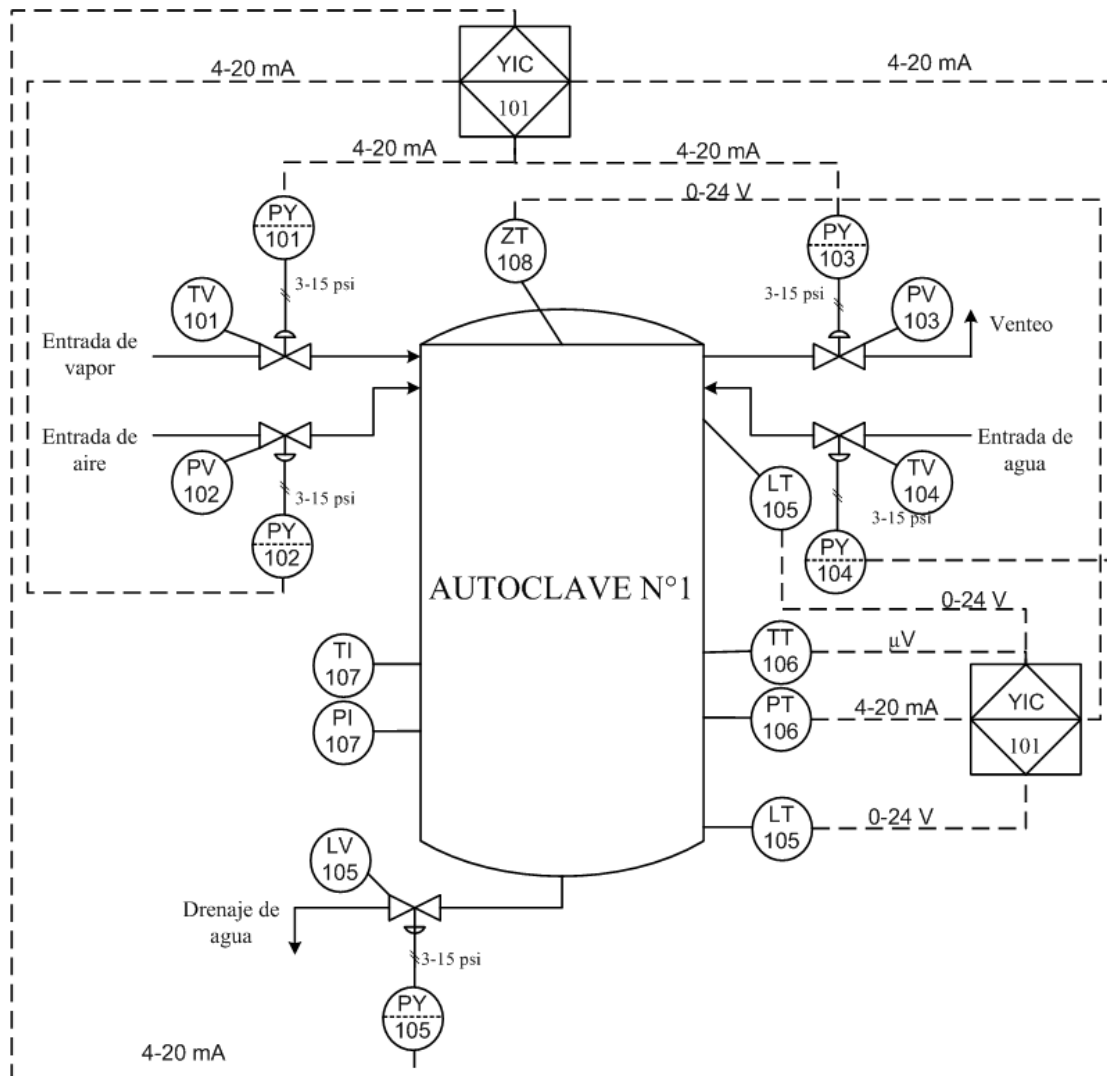 YIC
101
4-20 mA
4-20 mA
4-20 mA
4-20 mA
0-24 V
PY
101
ZT
108
PY
103
3-15 psi
3-15 psi
TV
101
PV
103
Entrada de
vapor
Venteo
Entrada de
aire
Entrada de
agua
PV
102
LT
105
TV
104
3-15 psi
3-15 psi
PY
102
PY
104
AUTOCLAVE N°1
0-24 V
TI
107
TT
106
µV
YIC
101
PI
107
PT
106
4-20 mA
LT
105
0-24 V
LV
105
Drenaje de
agua
3-15 psi
PY
105
4-20 mA